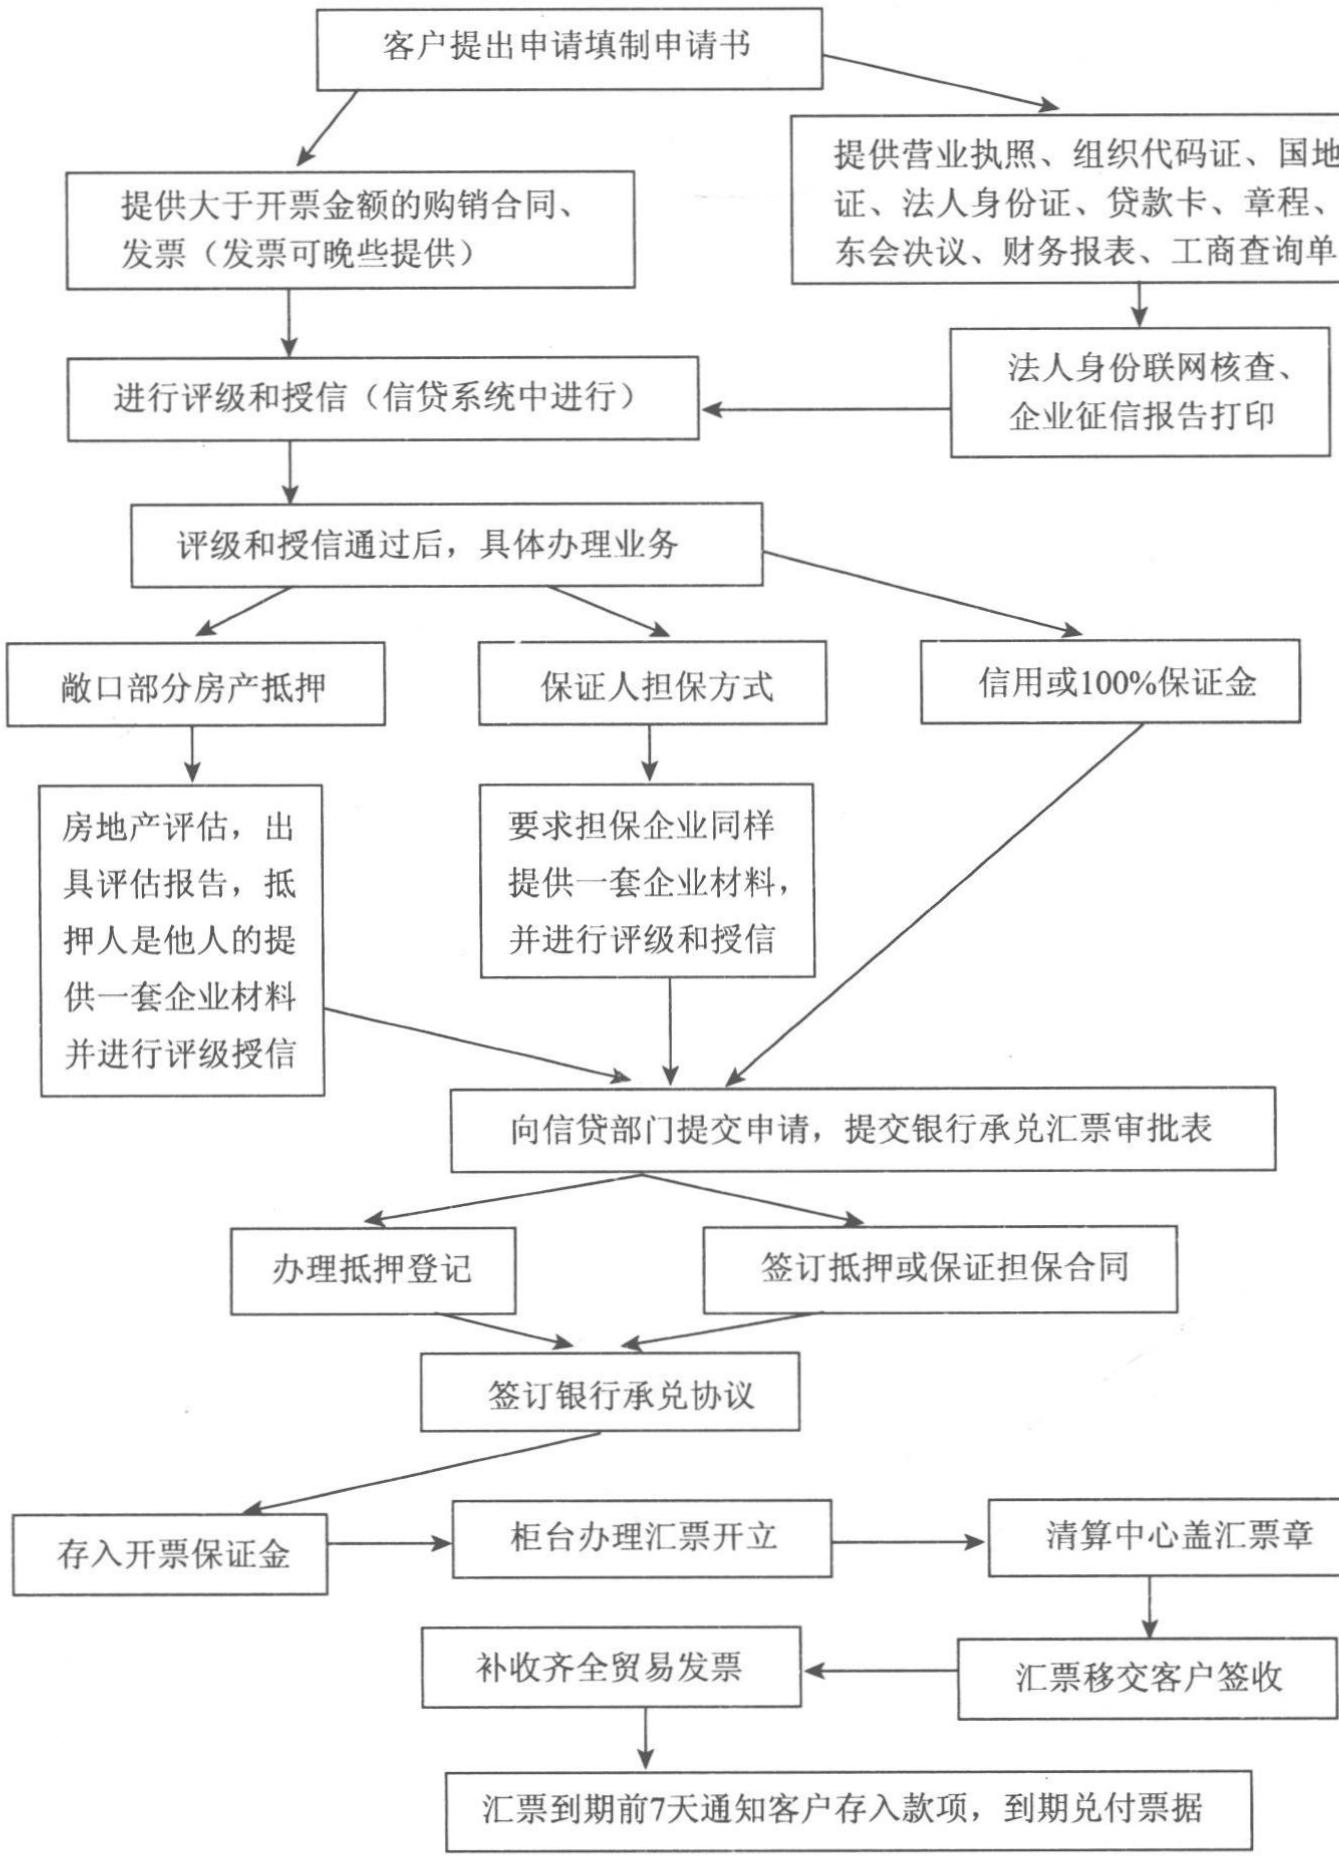 客户提出申请填制申请书
提供大于开票金额的购销合同、
发票（发票可晚些提供）
提供营业执照、组织代码证、国地
证、法人身份证、贷款卡、章程、
东会决议、财务报表、工商查询单
进行评级和授信（信贷系统中进行）
法人身份联网核查、
企业征信报告打印
评级和授信通过后，具体办理业务
敞口部分房产抵押
保证人担保方式
信用或100%保证金
房地产评估，出
具评估报告，抵
押人是他人的提
供一套企业材料
并进行评级授信
要求担保企业同样
提供一套企业材料，
并进行评级和授信
向信贷部门提交申请，提交银行承兑汇票审批表
办理抵押登记
签订抵押或保证担保合同
签订银行承兑协议
存入开票保证金
柜台办理汇票开立
清算中心盖汇票章
补收齐全贸易发票
汇票移交客户签收
汇票到期前7天通知客户存入款项，到期兑付票据